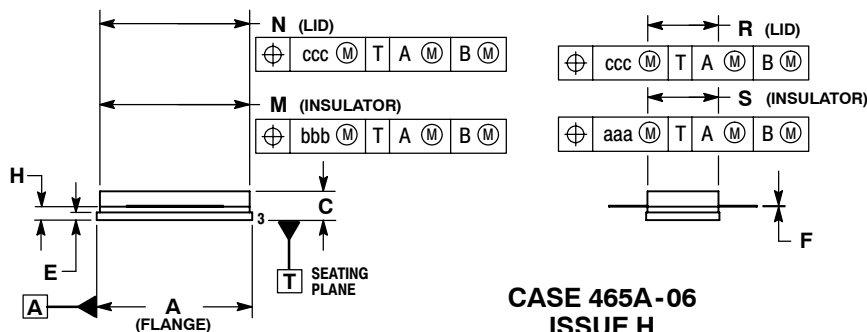 N (LID)
⌖ ccc Ⓜ T A Ⓜ B Ⓜ
M (INSULATOR)
⌖ bbb Ⓜ T A Ⓜ B Ⓜ
R (LID)
⌖ ccc Ⓜ T A Ⓜ B Ⓜ
S (INSULATOR)
⌖ aaa Ⓜ T A Ⓜ B Ⓜ
H
C
3
E
F
T SEATING
PLANE
A
A
(FLANGE)
CASE 465A-06
ISSUE H